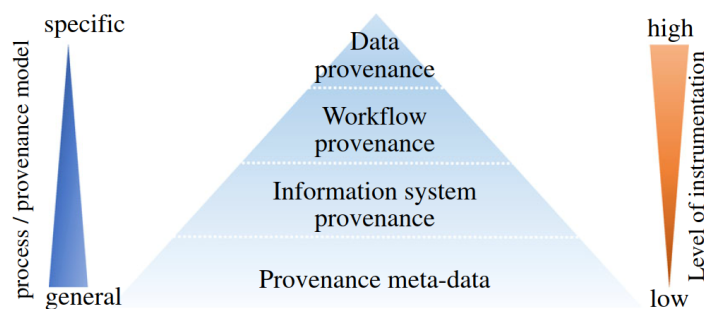 specific
high
Data
provenance
Workflow
provenance
Information system
provenance
Provenance meta-data
process / provenance model
Level of instrumentation
general
low